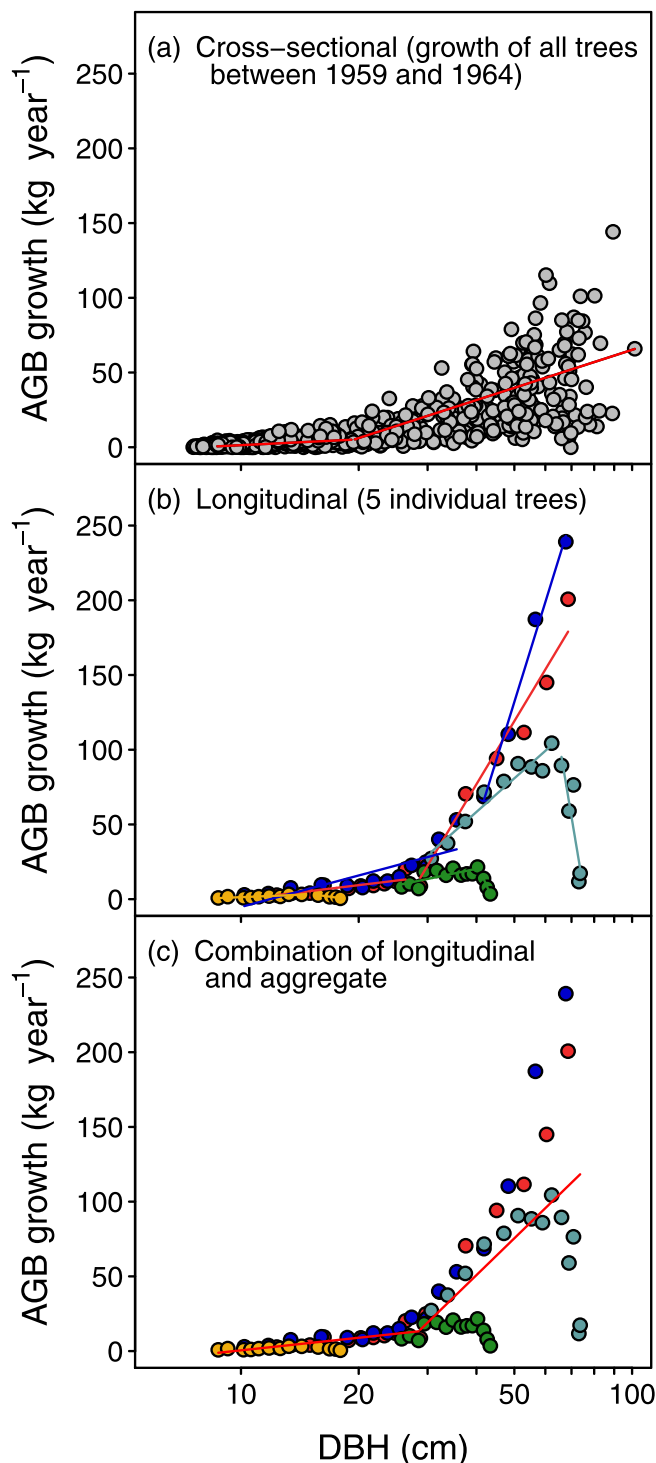 (a) Cross−sectional (growth of all trees
between 1959 and 1964)
AGB growth (kg year⁻¹)
250
200
150
100
50
0
(b) Longitudinal (5 individual trees)
AGB growth (kg year⁻¹)
250
200
150
100
50
0
(c) Combination of longitudinal
and aggregate
AGB growth (kg year⁻¹)
250
200
150
100
50
0
10 20 50 100
DBH (cm)